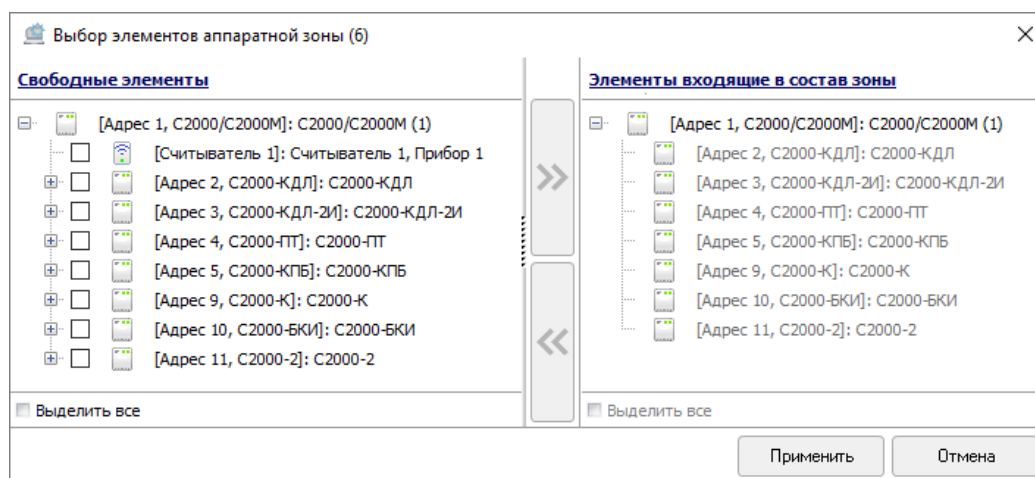 Выбор элементов аппаратной зоны (6)
Свободные элементы
[Адрес 1, С2000/С2000М]: С2000/С2000М (1)
[Считыватель 1]: Считыватель 1, Прибор 1
[Адрес 2, С2000-КДЛ]: С2000-КДЛ
[Адрес 3, С2000-КДЛ-2И]: С2000-КДЛ-2И
[Адрес 4, С2000-ПТ]: С2000-ПТ
[Адрес 5, С2000-КПБ]: С2000-КПБ
[Адрес 9, С2000-К]: С2000-К
[Адрес 10, С2000-БКИ]: С2000-БКИ
[Адрес 11, С2000-2]: С2000-2
Выделить все
Элементы входящие в состав зоны
[Адрес 1, С2000/С2000М]: С2000/С2000М (1)
[Адрес 2, С2000-КДЛ]: С2000-КДЛ
[Адрес 3, С2000-КДЛ-2И]: С2000-КДЛ-2И
[Адрес 4, С2000-ПТ]: С2000-ПТ
[Адрес 5, С2000-КПБ]: С2000-КПБ
[Адрес 9, С2000-К]: С2000-К
[Адрес 10, С2000-БКИ]: С2000-БКИ
[Адрес 11, С2000-2]: С2000-2
Выделить все
Применить
Отмена